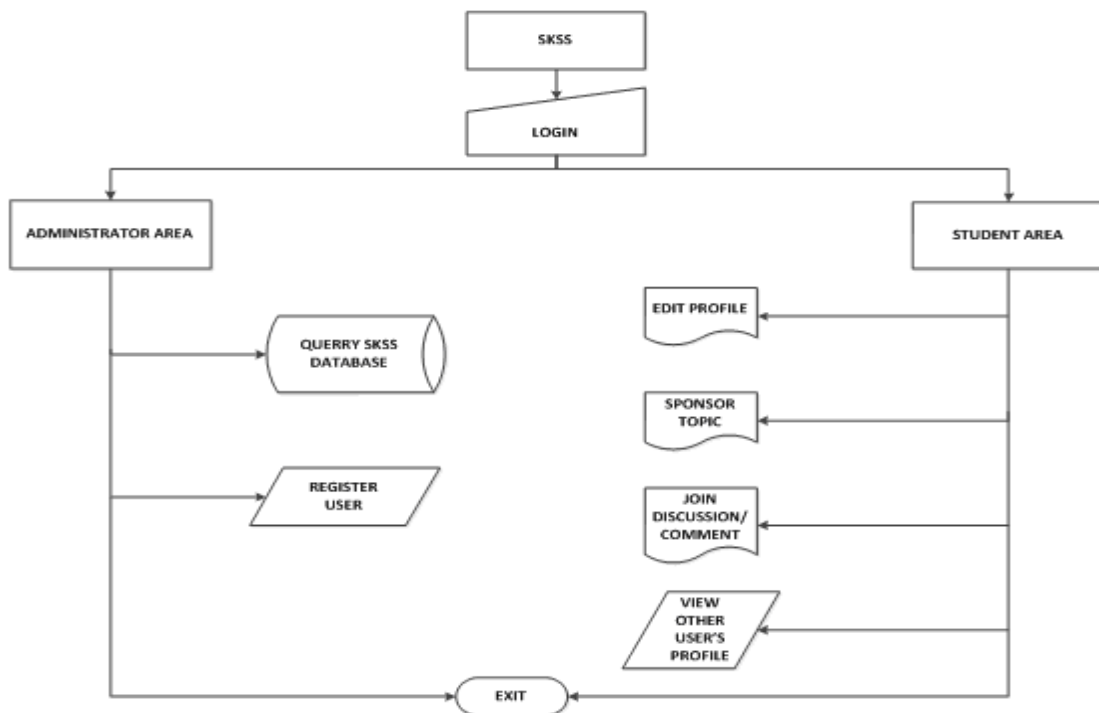 SKSS
LOGIN
ADMINISTRATOR AREA
STUDENT AREA
EDIT PROFILE
QUERRY SKSS
DATABASE
SPONSOR
TOPIC
REGISTER
USER
JOIN
DISCUSSION/
COMMENT
VIEW
OTHER
USER'S
PROFILE
EXIT